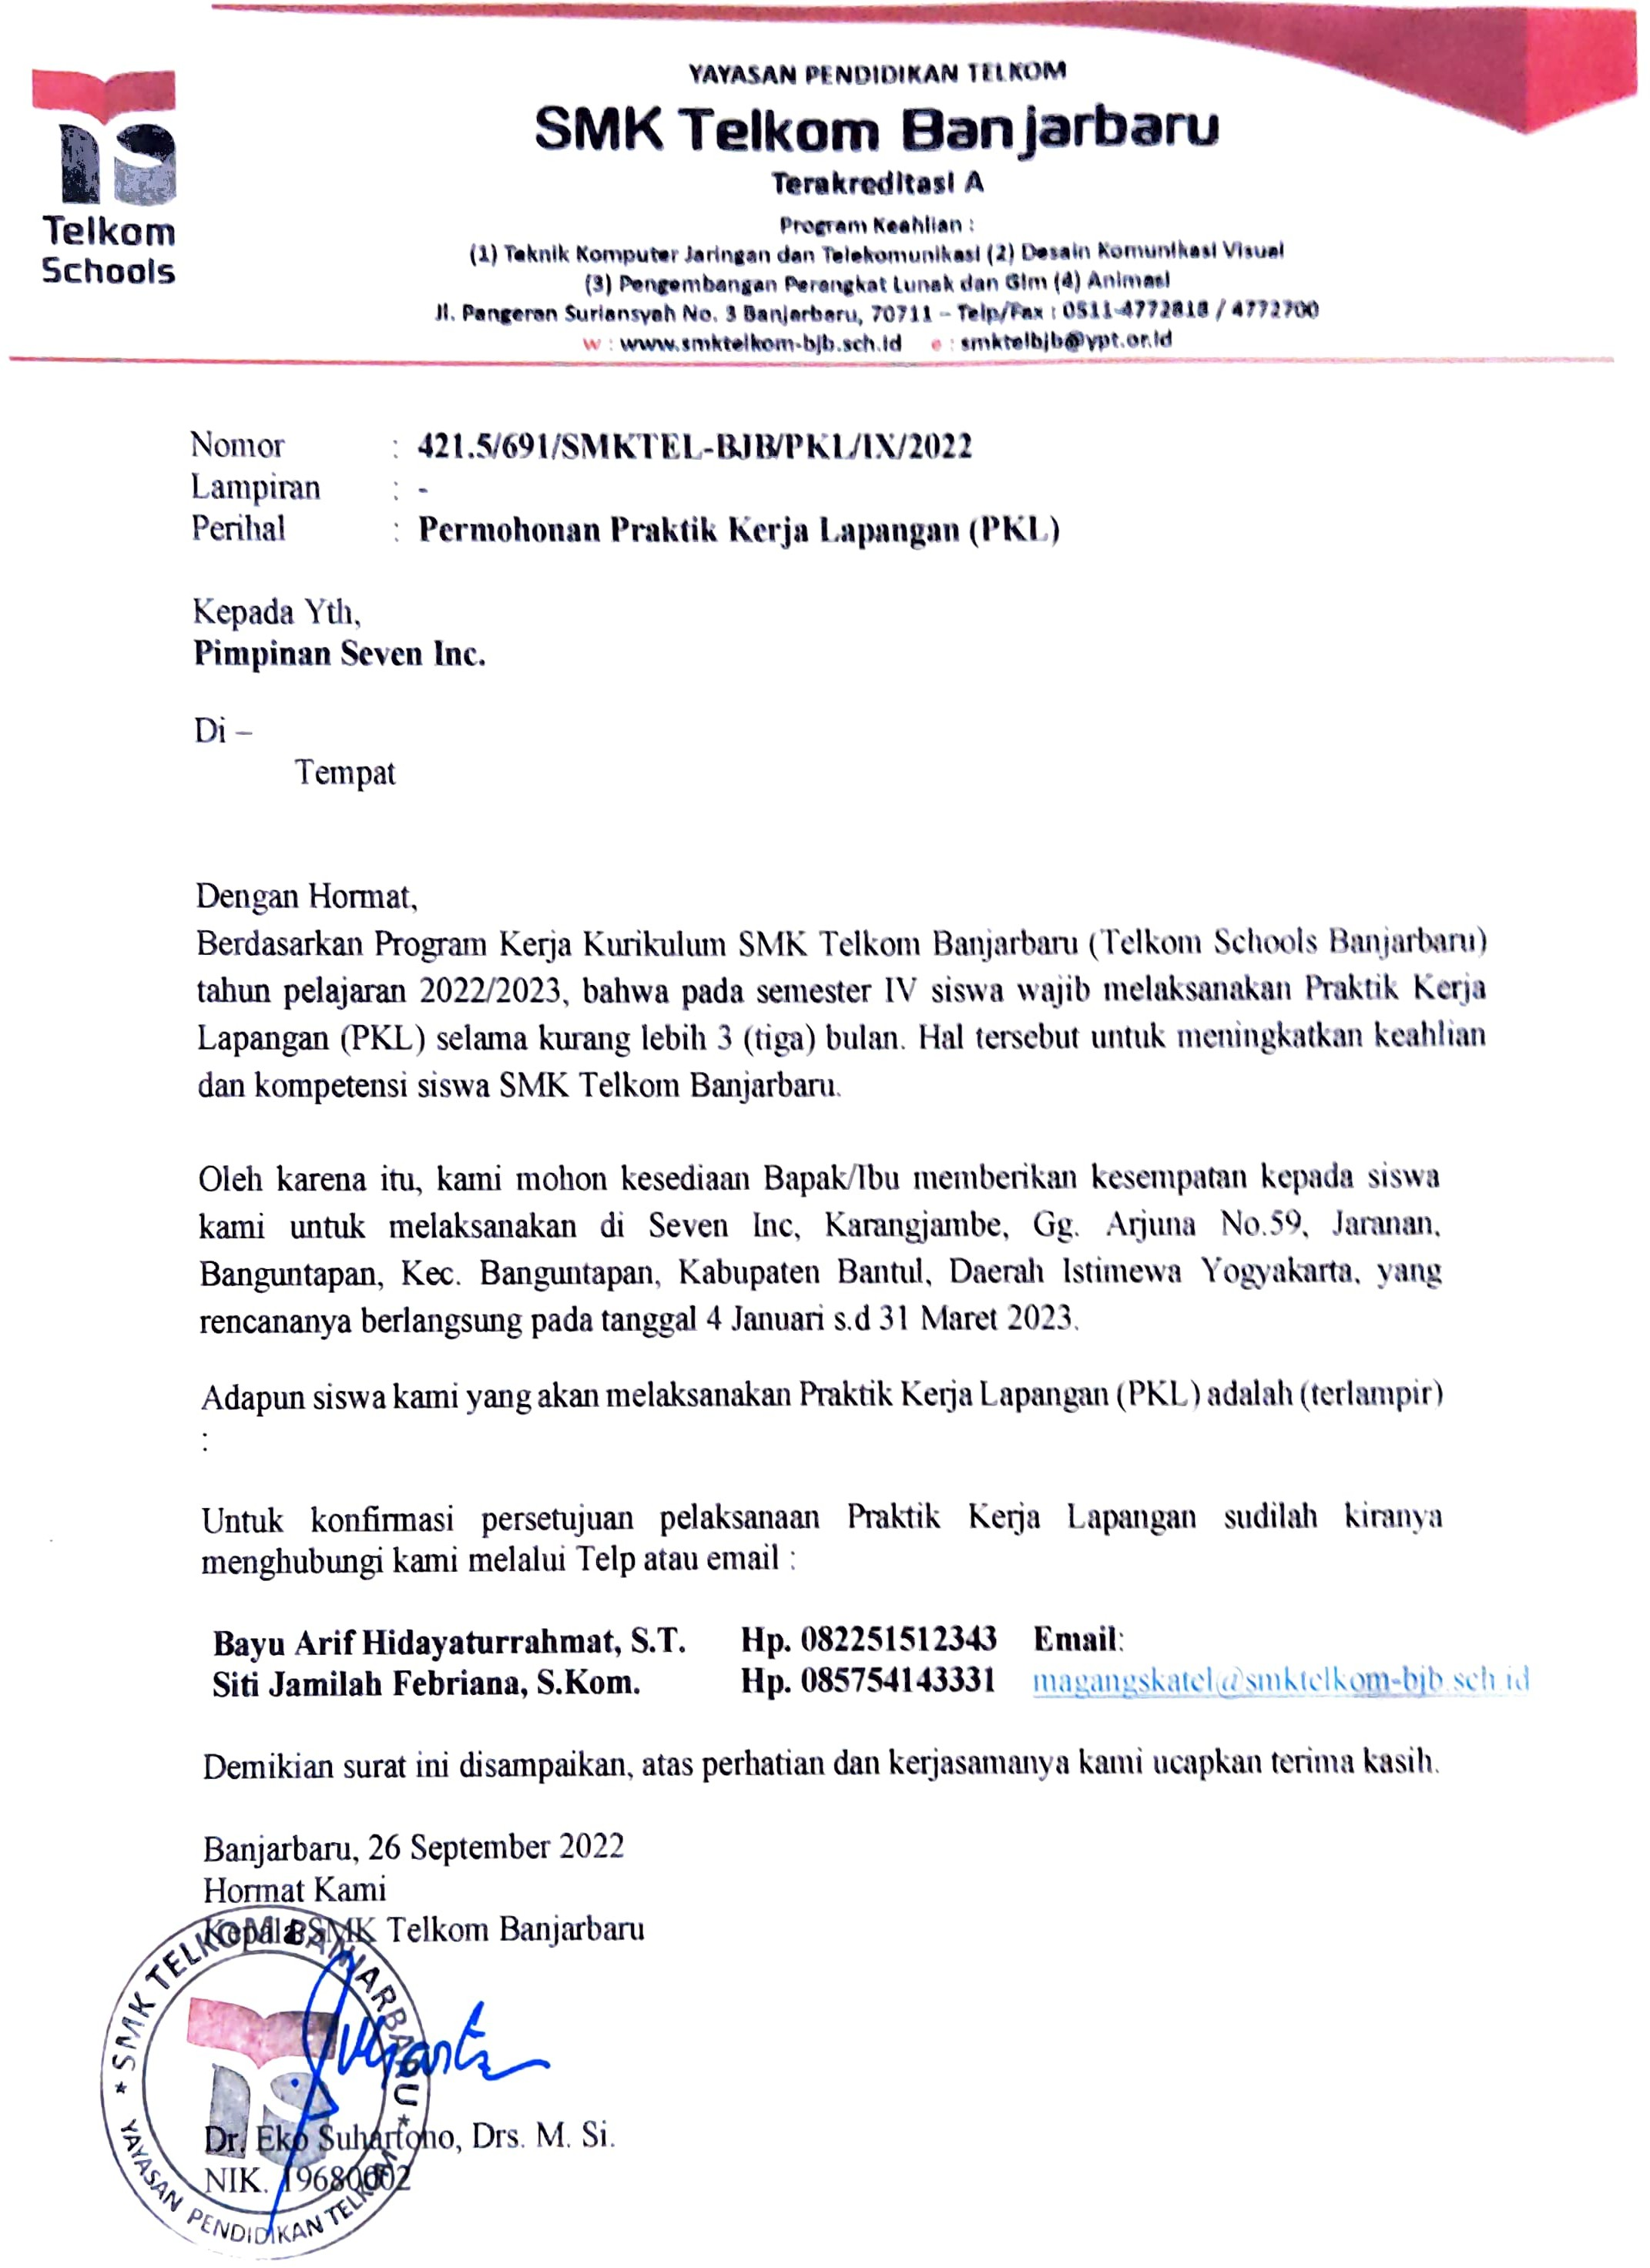 Telkom
Schools
YAYASAN PENDIDIKAN TELKOM
SMK Telkom Banjarbaru
Terakreditasi A
Program Keahlian :
(1) Teknik Komputer Jaringan dan Telekomunikasi (2) Desain Komunikasi Visual
(3) Pengembangan Perangkat Lunak dan Gim (4) Animasi
Jl. Pangeran Suriansyah No. 3 Banjarbaru, 70711 – Telp/Fax : 0511-4772818 / 4772700
w : www.smktelkom-bjb.sch.id e : smktelbjb@ypt.or.id
Nomor : 421.5/691/SMKTEL-BJB/PKL/IX/2022
Lampiran : -
Perihal : Permohonan Praktik Kerja Lapangan (PKL)
Kepada Yth,
Pimpinan Seven Inc.
Di –
Tempat
Dengan Hormat,
Berdasarkan Program Kerja Kurikulum SMK Telkom Banjarbaru (Telkom Schools Banjarbaru)
tahun pelajaran 2022/2023, bahwa pada semester IV siswa wajib melaksanakan Praktik Kerja
Lapangan (PKL) selama kurang lebih 3 (tiga) bulan. Hal tersebut untuk meningkatkan keahlian
dan kompetensi siswa SMK Telkom Banjarbaru.
Oleh karena itu, kami mohon kesediaan Bapak/Ibu memberikan kesempatan kepada siswa
kami untuk melaksanakan di Seven Inc, Karangjambe, Gg. Arjuna No.59, Jaranan,
Banguntapan, Kec. Banguntapan, Kabupaten Bantul, Daerah Istimewa Yogyakarta, yang
rencananya berlangsung pada tanggal 4 Januari s.d 31 Maret 2023.
Adapun siswa kami yang akan melaksanakan Praktik Kerja Lapangan (PKL) adalah (terlampir)
:
Untuk konfirmasi persetujuan pelaksanaan Praktik Kerja Lapangan sudilah kiranya
menghubungi kami melalui Telp atau email :
Bayu Arif Hidayaturrahmat, S.T. Hp. 082251512343 Email:
Siti Jamilah Febriana, S.Kom. Hp. 085754143331 magangskatel@smktelkom-bjb.sch.id
Demikian surat ini disampaikan, atas perhatian dan kerjasamanya kami ucapkan terima kasih.
Banjarbaru, 26 September 2022
Hormat Kami
Kepala SMK Telkom Banjarbaru
SMK TELKOM BANJARBARU
YAYASAN PENDIDIKAN TELKOM
Dr. Eko Suhartono, Drs. M. Si.
NIK. 19680002